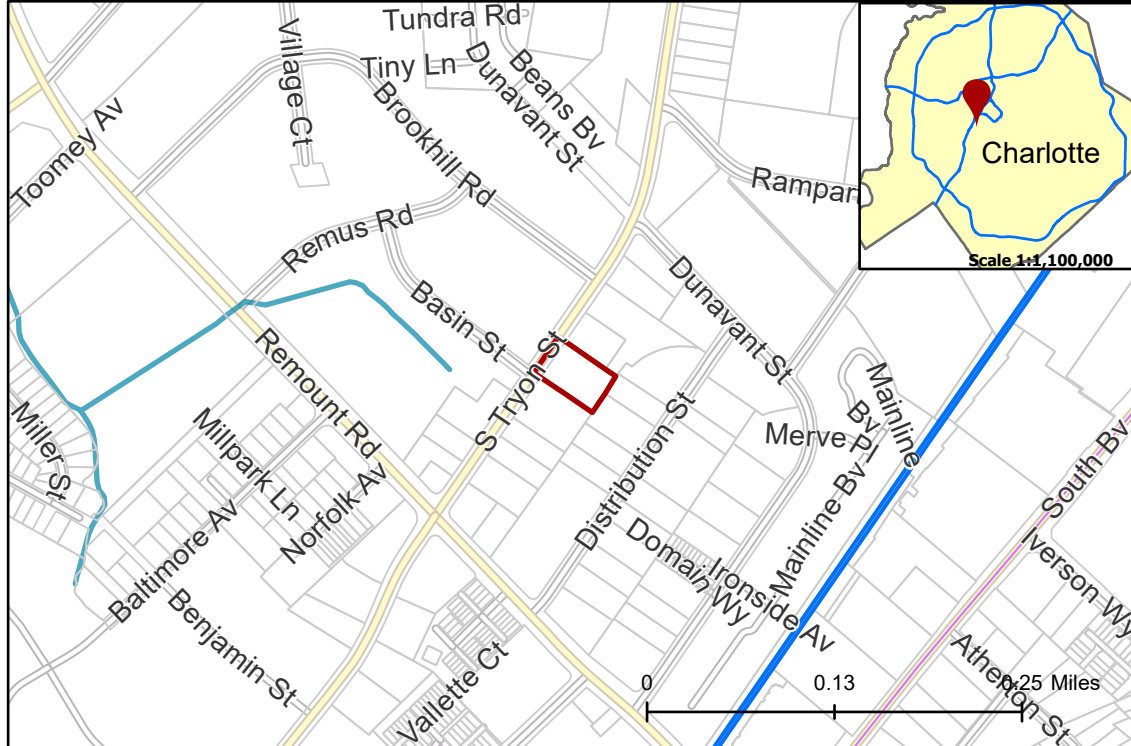 Tundra Rd
Village Ct
Tiny Ln
Beans Bv
Dunavant St
Brookhill Rd
Toomey Av
Rampart
Charlotte
Scale 1:1,100,000
Remus Rd
Dunavant St
Basin St
S Tryon St
Remount Rd
Mainline
Bv
Merve Pl
Miller St
Millpark Ln
Norfolk Av
Distribution St
Mainline Bv
South Bv
Iverson Wy
Baltimore Av
Domain Wy
Ironside Av
Benjamin St
Vallette Ct
Atherton St
0
0.13
0.25 Miles